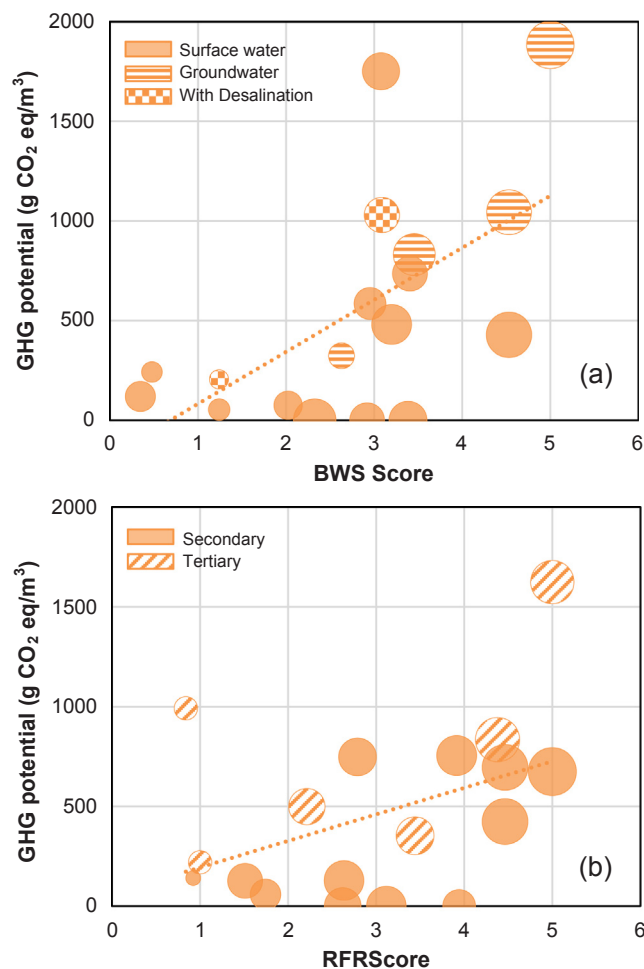 2000
1500
1000
500
0
GHG potential (g CO₂ eq/m³)
Surface water
Groundwater
With Desalination
(a)
0 1 2 3 4 5 6
BWS Score
2000
1500
1000
500
0
GHG potential (g CO₂ eq/m³)
Secondary
Tertiary
(b)
0 1 2 3 4 5 6
RFRScore